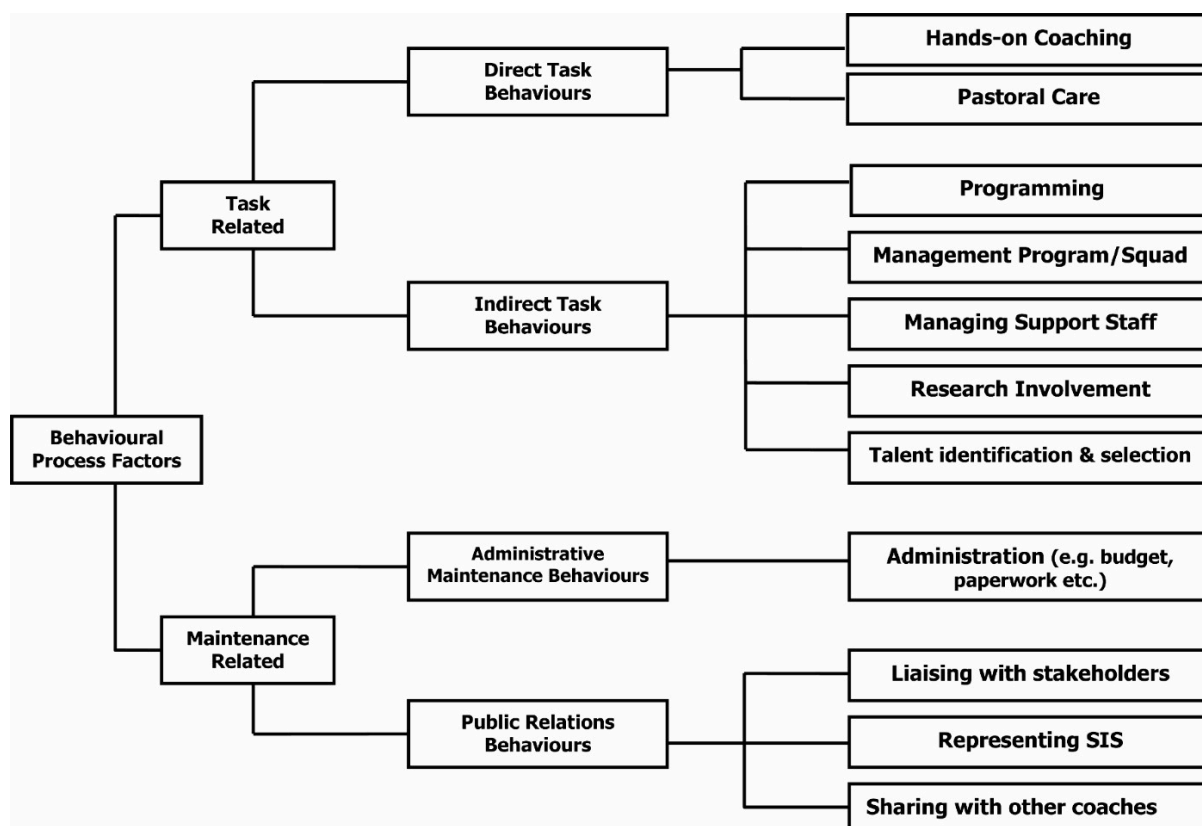 Hands-on Coaching
Direct Task
Behaviours
Pastoral Care
Task
Related
Programming
Management Program/Squad
Indirect Task
Behaviours
Managing Support Staff
Research Involvement
Talent identification & selection
Behavioural
Process Factors
Administrative
Maintenance Behaviours
Administration (e.g. budget,
paperwork etc.)
Maintenance
Related
Liaising with stakeholders
Public Relations
Behaviours
Representing SIS
Sharing with other coaches